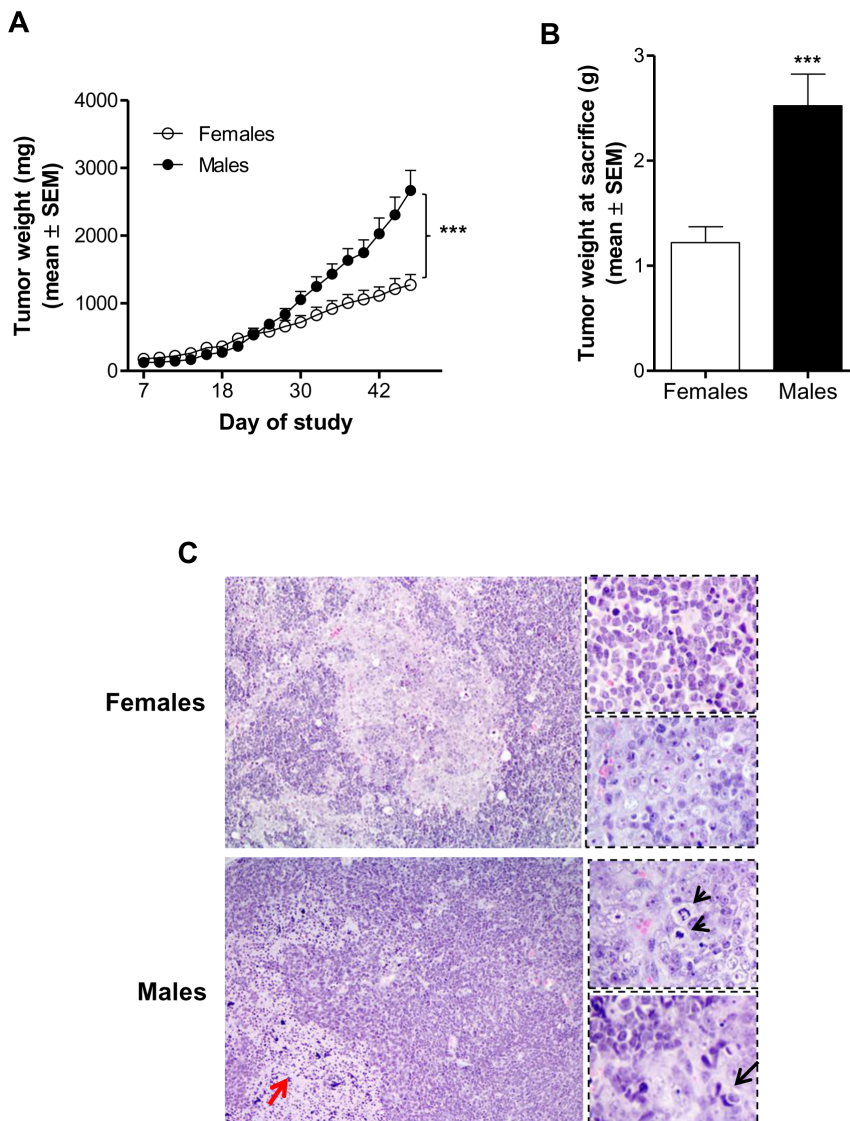 A
Tumor weight (mg)
(mean ± SEM)
4000
3000
2000
1000
0
Females
Males
***
7
18
30
42
Day of study
B
Tumor weight at sacrifice (g)
(mean ± SEM)
3
2
1
0
***
Females
Males
C
Females
Males